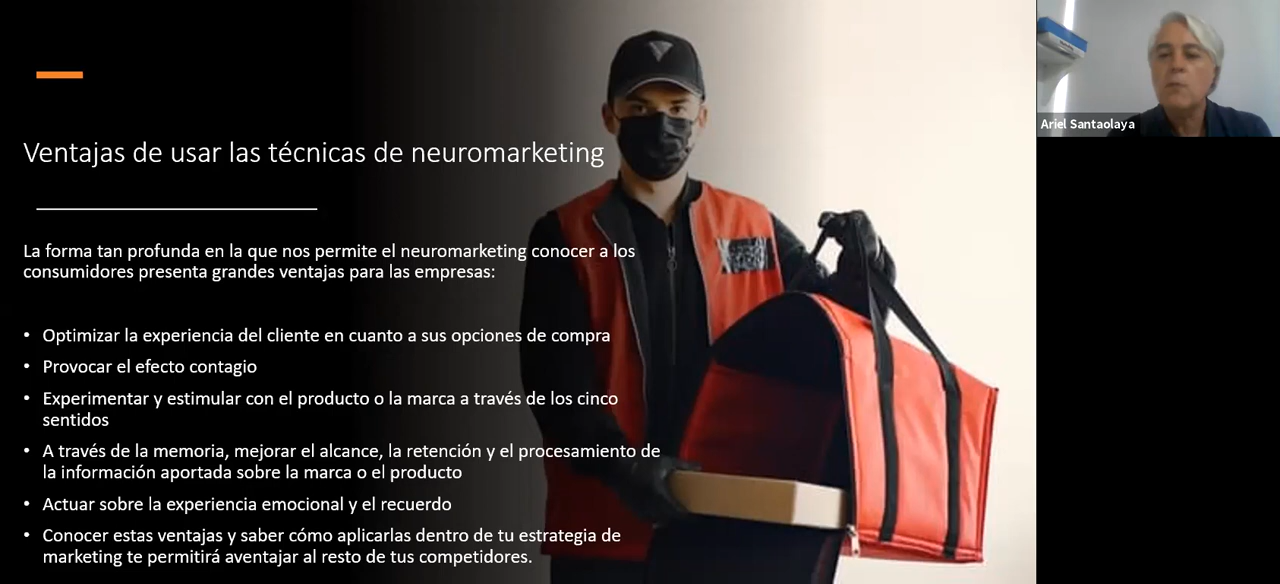 Ventajas de usar las técnicas de neuromarketing
La forma tan profunda en la que nos permite el neuromarketing conocer a los
consumidores presenta grandes ventajas para las empresas:
• Optimizar la experiencia del cliente en cuanto a sus opciones de compra
• Provocar el efecto contagio
• Experimentar y estimular con el producto o la marca a través de los cinco
sentidos
• A través de la memoria, mejorar el alcance, la retención y el procesamiento de
la información aportada sobre la marca o el producto
• Actuar sobre la experiencia emocional y el recuerdo
• Conocer estas ventajas y saber cómo aplicarlas dentro de tu estrategia de
marketing te permitirá aventajar al resto de tus competidores.
Ariel Santaolaya